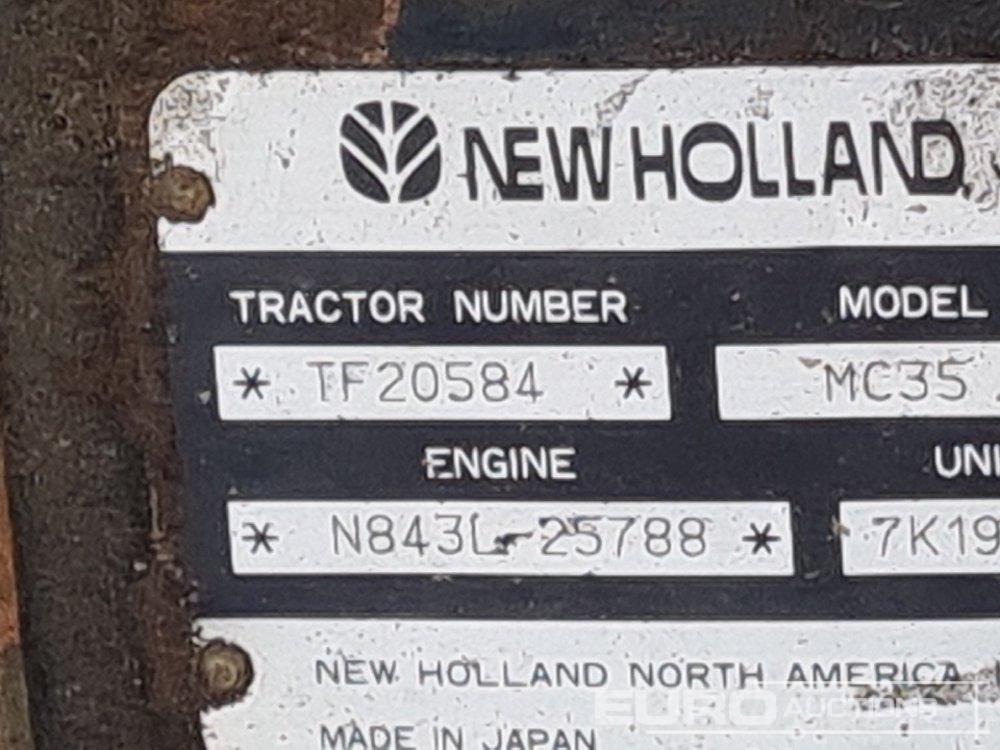 NEW HOLLAND
TRACTOR NUMBER MODEL
* TF20584 * MC35
ENGINE
* N843L-25788 * 7K19
NEW HOLLAND NORTH AMERICA
MADE IN JAPAN
EURO AUCTIONS